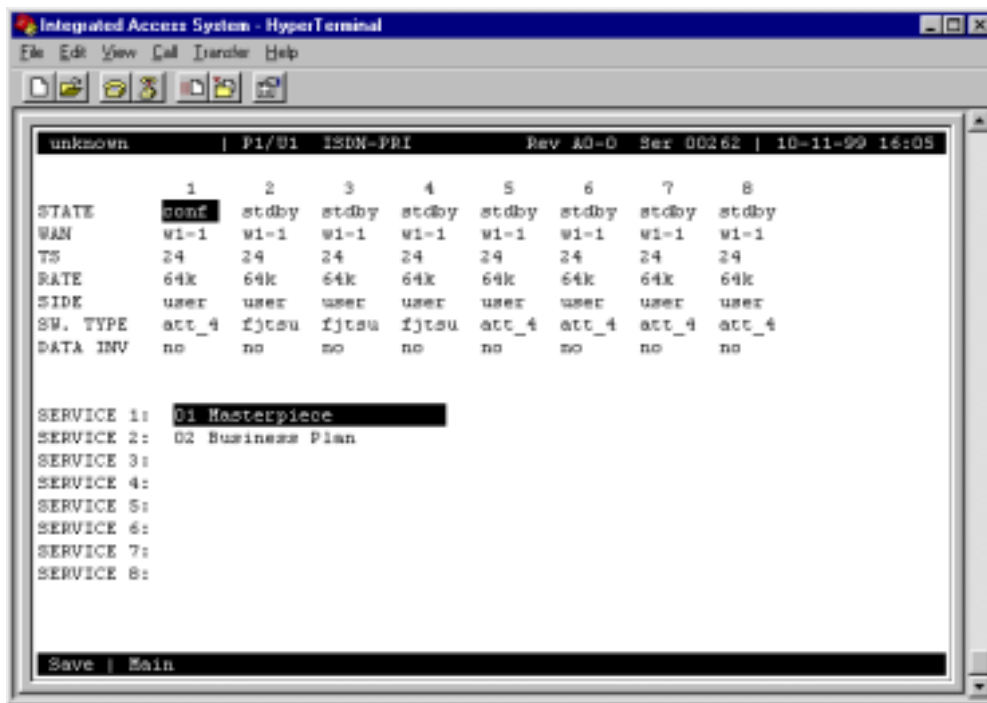 Integrated Access System - HyperTerminal
File Edit View Call Transfer Help
unknown | P1/U1 ISDN-PRI Rev A0-0 Ser 00262 | 10-11-99 16:05
1 2 3 4 5 6 7 8
STATE conf stdby stdby stdby stdby stdby stdby stdby
WAN w1-1 w1-1 w1-1 w1-1 w1-1 w1-1 w1-1 w1-1
TS 24 24 24 24 24 24 24 24
RATE 64k 64k 64k 64k 64k 64k 64k 64k
SIDE user user user user user user user user
SW. TYPE att_4 fjtsu fjtsu fjtsu att_4 att_4 att_4 att_4
DATA INV no no no no no no no no
SERVICE 1: 01 Masterpiece
SERVICE 2: 02 Business Plan
SERVICE 3:
SERVICE 4:
SERVICE 5:
SERVICE 6:
SERVICE 7:
SERVICE 8:
Save | Main